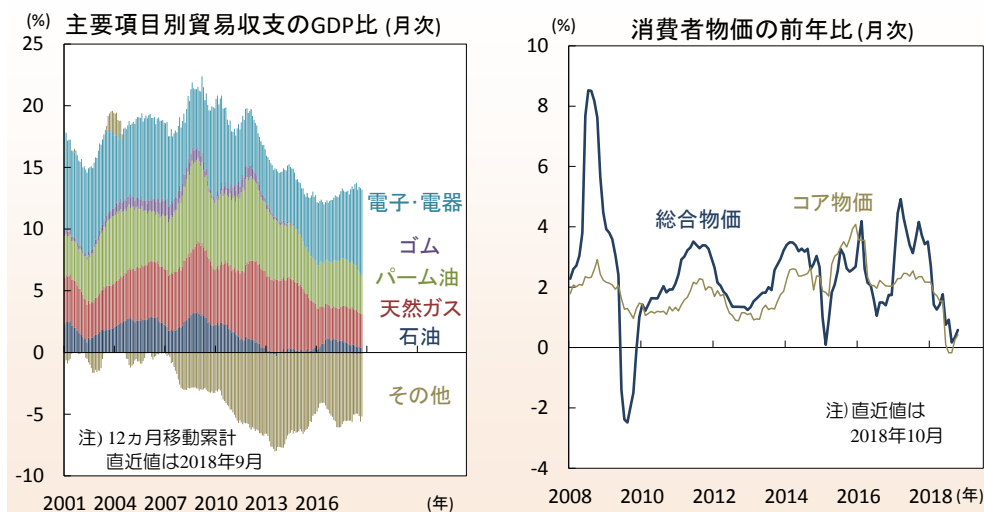 主要項目別貿易収支のGDP比 (月次)
(%)
25
20
15
10
5
0
-5
-10
電子・電器
ゴム
パーム油
天然ガス
石油
その他
注) 12ヵ月移動累計
直近値は2018年9月
2001 2004 2007 2010 2013 2016 (年)
消費者物価の前年比 (月次)
(%)
10
8
6
4
2
0
-2
-4
総合物価
コア物価
注) 直近値は
2018年10月
2008 2010 2012 2014 2016 2018 (年)